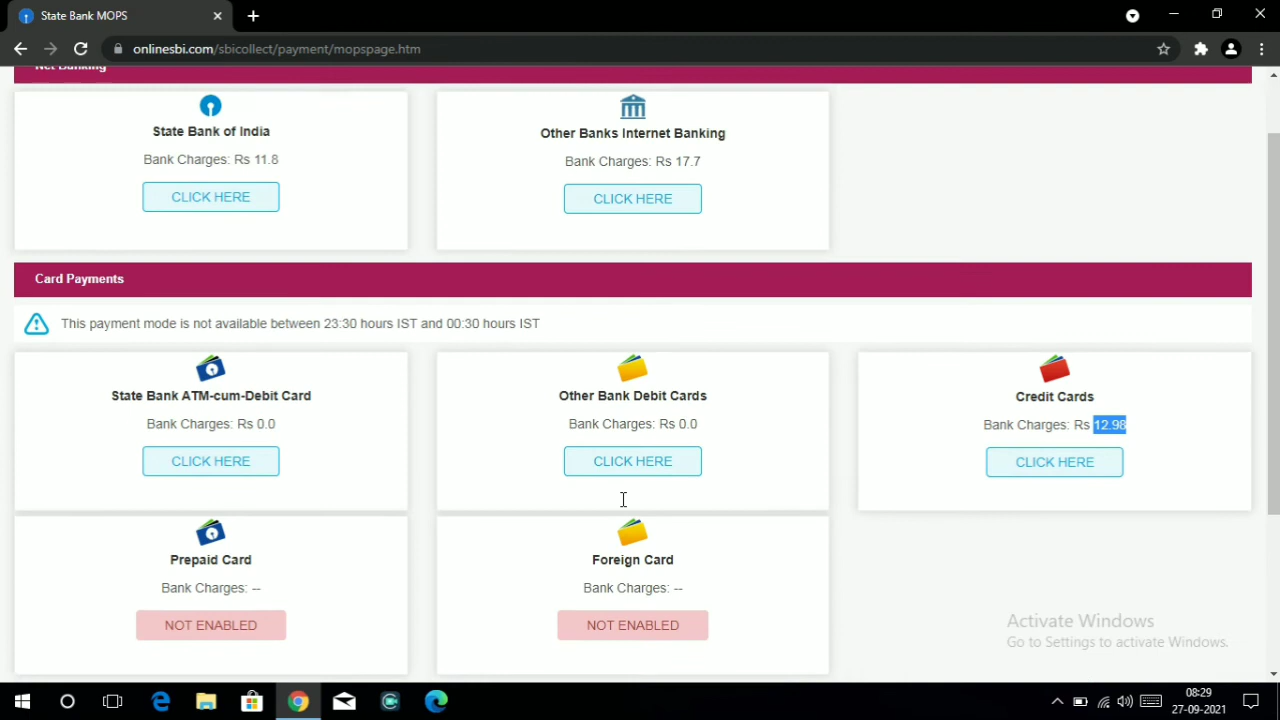 State Bank MOPS
onlinesbi.com/sbicollect/payment/mopspage.htm
Net Banking
State Bank of India
Bank Charges: Rs 11.8
CLICK HERE
Other Banks Internet Banking
Bank Charges: Rs 17.7
CLICK HERE
Card Payments
This payment mode is not available between 23:30 hours IST and 00:30 hours IST
State Bank ATM-cum-Debit Card
Bank Charges: Rs 0.0
CLICK HERE
Other Bank Debit Cards
Bank Charges: Rs 0.0
CLICK HERE
Credit Cards
Bank Charges: Rs 12.98
CLICK HERE
Prepaid Card
Bank Charges: --
NOT ENABLED
Foreign Card
Bank Charges: --
NOT ENABLED
Activate Windows
Go to Settings to activate Windows.
08:29
27-09-2021